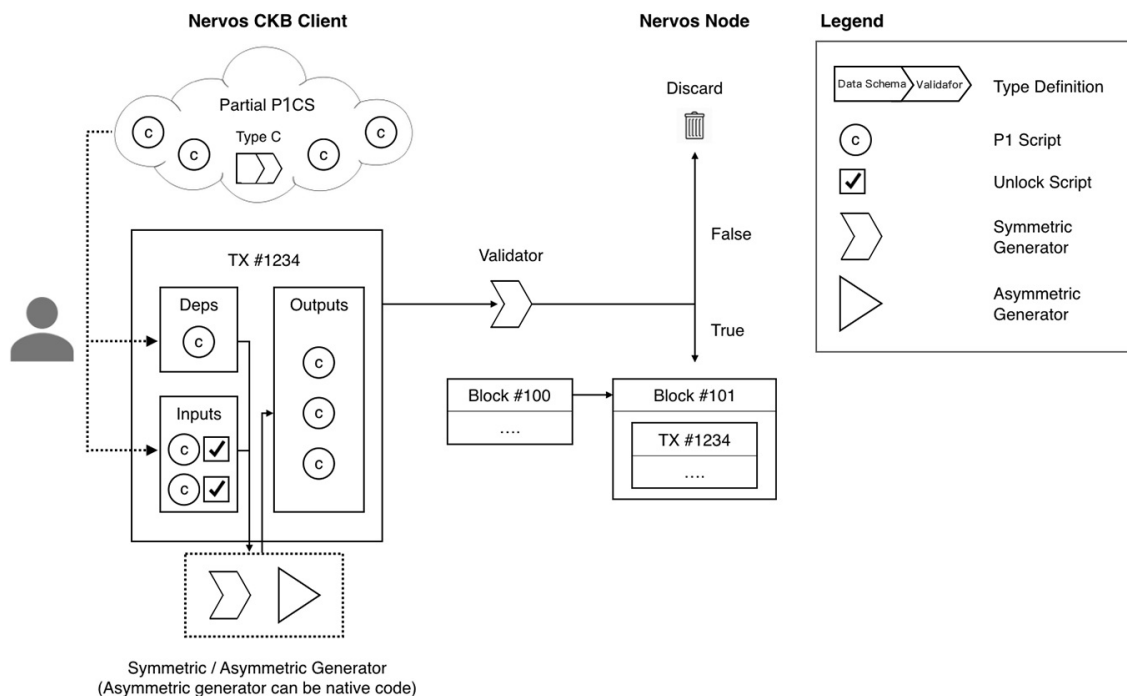 Nervos CKB Client
Nervos Node
Legend
Partial P1CS
Type C
c
c
c
c
Discard
Data Schema
Validafor
Type Definition
c
P1 Script
Unlock Script
Symmetric
Generator
Asymmetric
Generator
TX #1234
Deps
c
Inputs
c
c
Outputs
c
c
c
Validator
False
True
Block #100
....
Block #101
TX #1234
....
Symmetric / Asymmetric Generator
(Asymmetric generator can be native code)